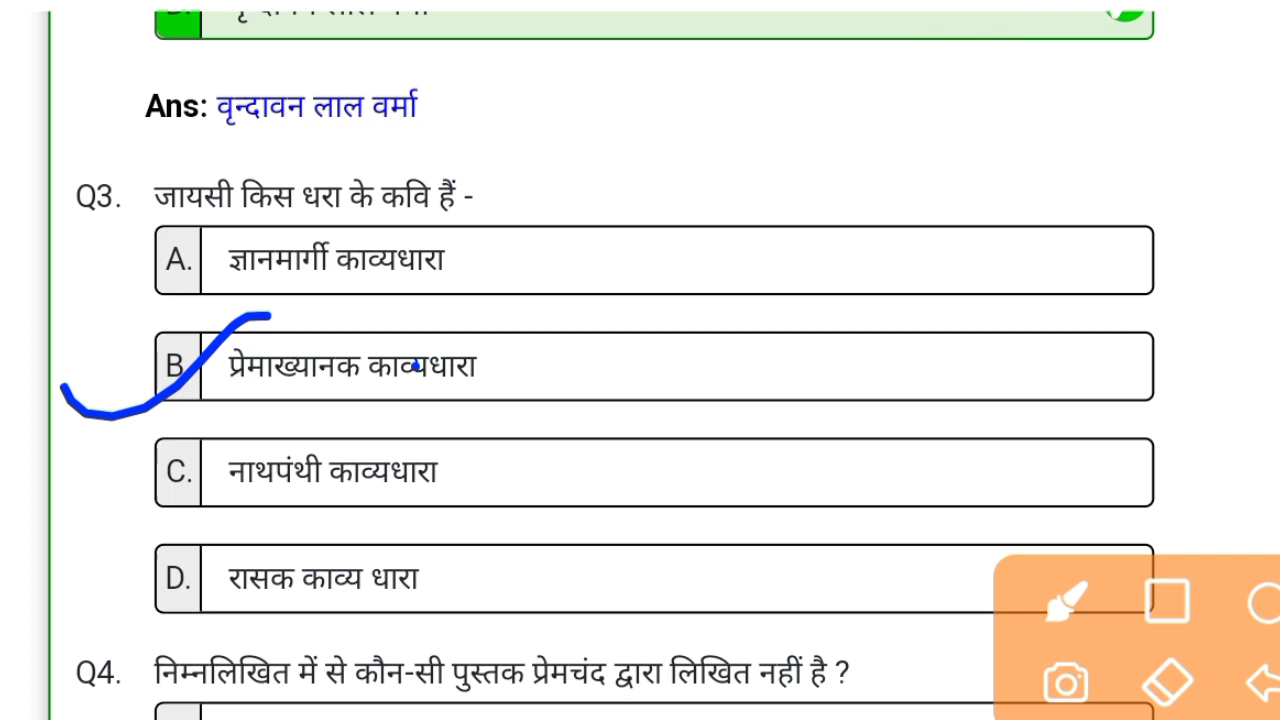 Ans: वृन्दावन लाल वर्मा
Q3. जायसी किस धरा के कवि हैं -
A. ज्ञानमार्गी काव्यधारा
B प्रेमाख्यानक काव्यधारा
C. नाथपंथी काव्यधारा
D. रासक काव्य धारा
Q4. निम्नलिखित में से कौन-सी पुस्तक प्रेमचंद द्वारा लिखित नहीं है ?